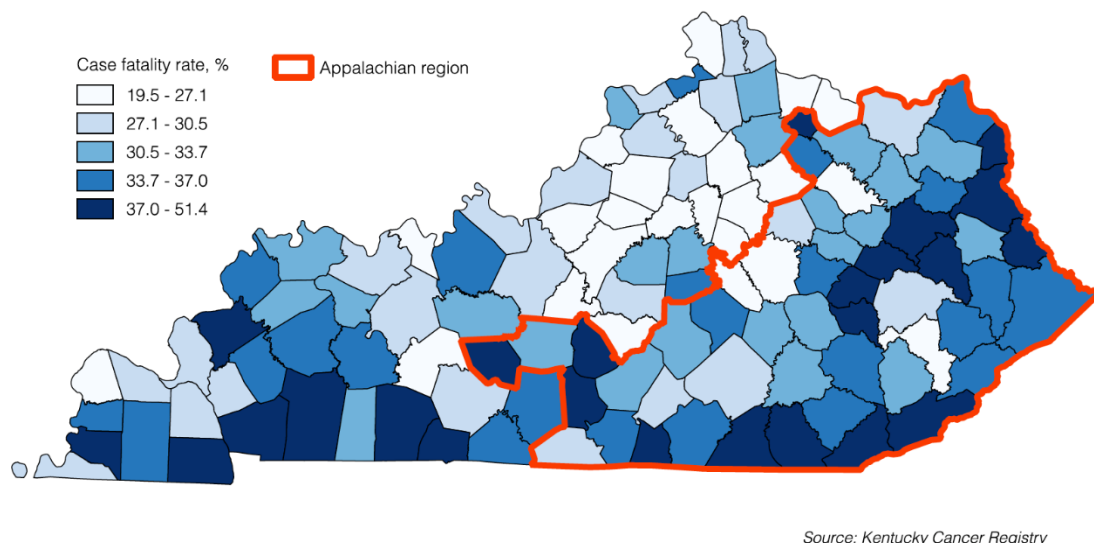 Case fatality rate, %
Appalachian region
19.5 - 27.1
27.1 - 30.5
30.5 - 33.7
33.7 - 37.0
37.0 - 51.4
Source: Kentucky Cancer Registry